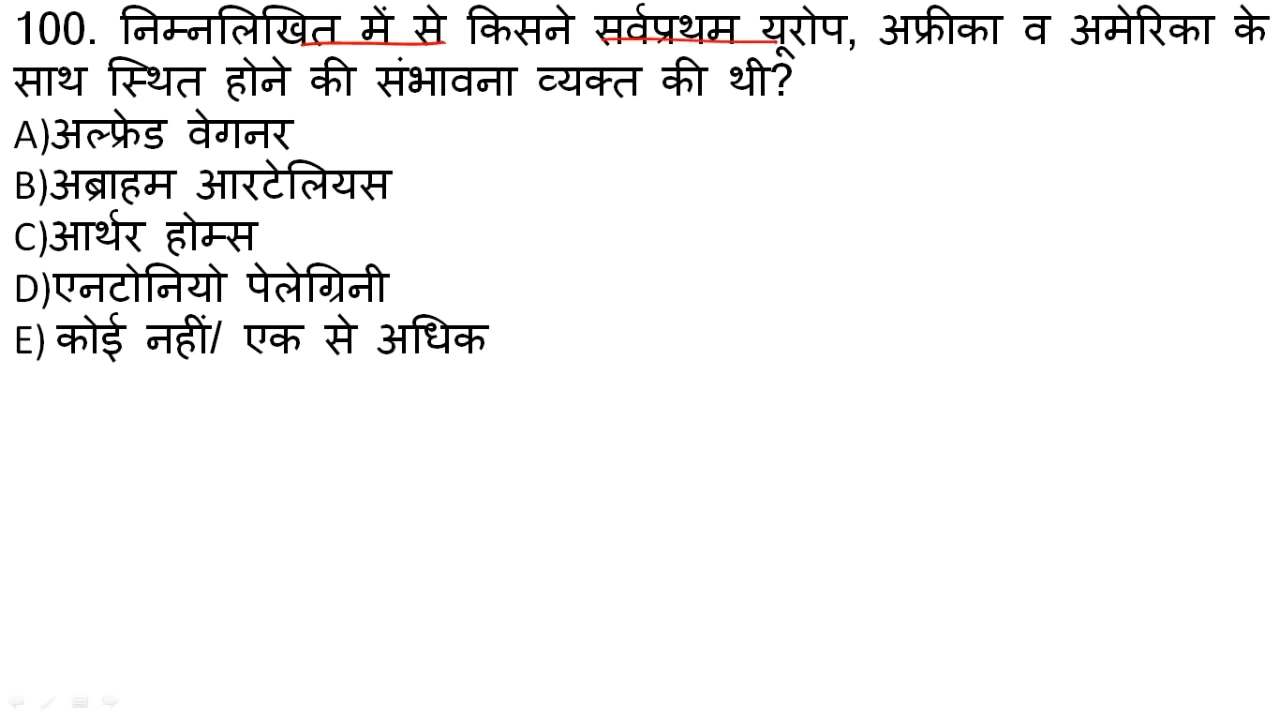 100. निम्नलिखित में से किसने सर्वप्रथम यूरोप, अफ्रीका व अमेरिका के
साथ स्थित होने की संभावना व्यक्त की थी?
A)अल्फ्रेड वेगनर
B)अब्राहम आरटेलियस
C)आर्थर होम्स
D)एनटोनियो पेलेग्रिनी
E) कोई नहीं/ एक से अधिक